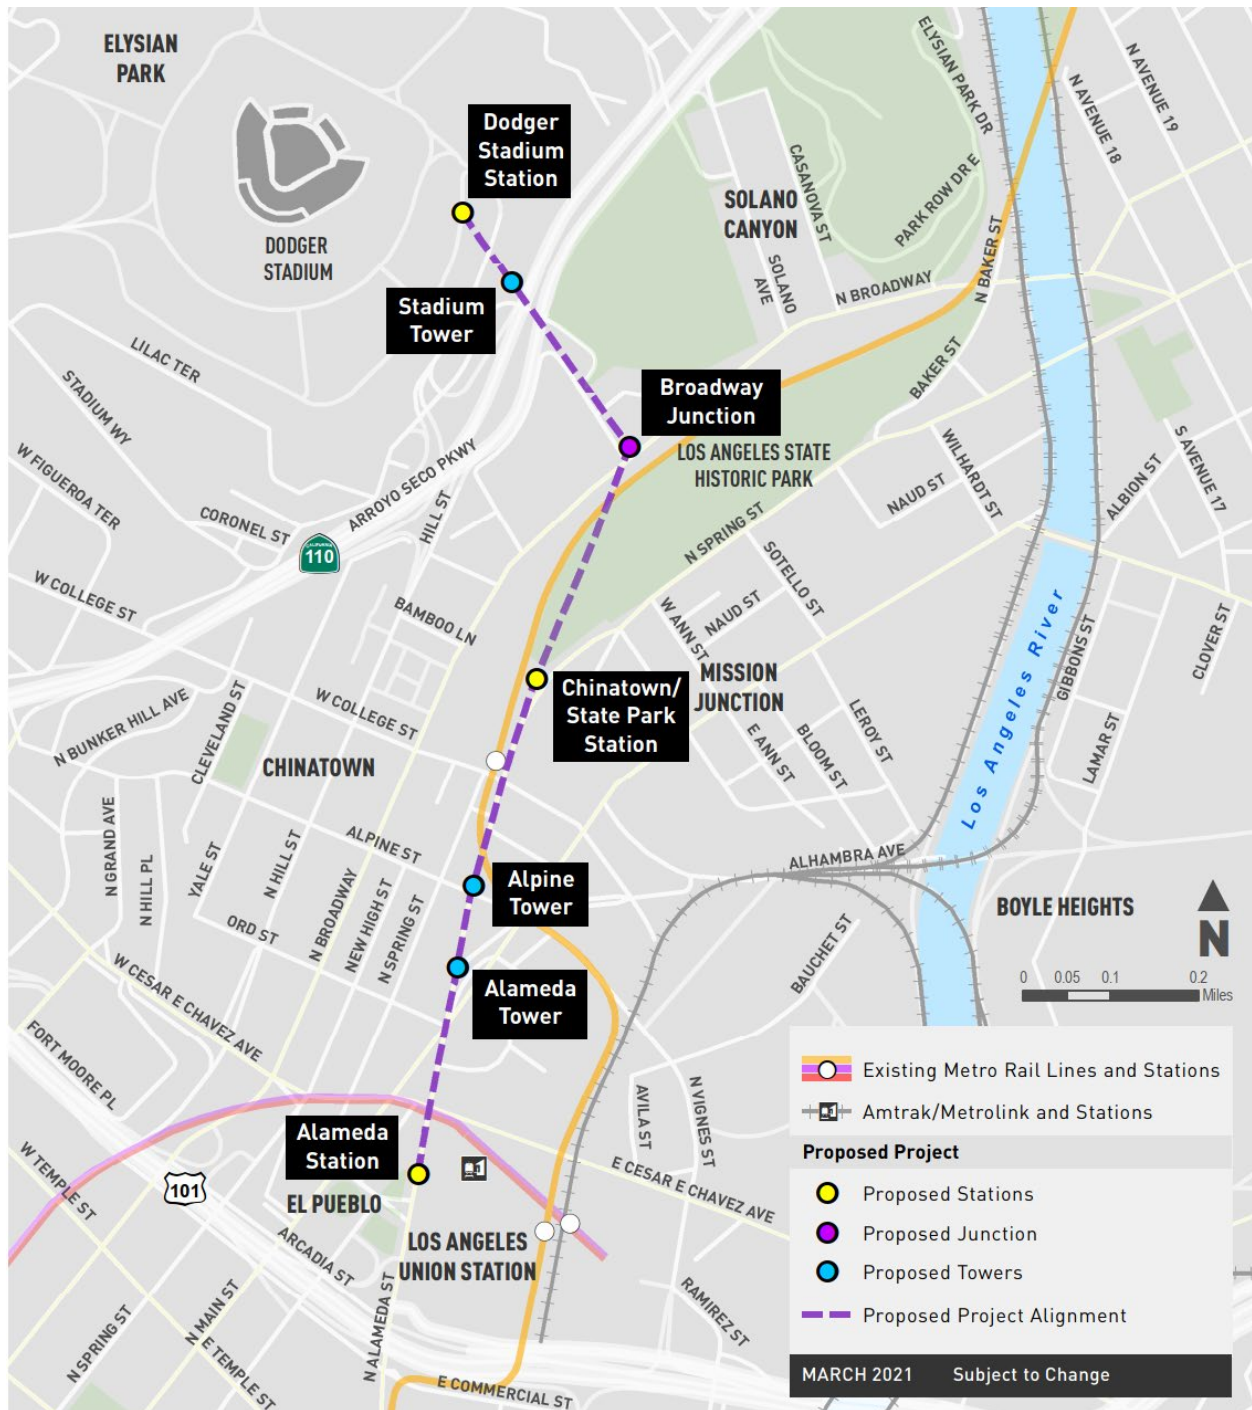 ELYSIAN
PARK
Dodger
Stadium
Station
DODGER
STADIUM
Stadium
Tower
SOLANO
CANYON
CASANOVA ST
SOLANO
AVE
ELYSIAN PARK DR
PARK ROW DR E
N BAKER ST
N BROADWAY
BAKER ST
N AVENUE 19
N AVENUE 18
LILAC TER
STADIUM WY
W FIGUEROA TER
CORONEL ST
ARROYO SECO PKWY
HILL ST
CALIFORNIA
110
Broadway
Junction
LOS ANGELES STATE
HISTORIC PARK
N SPRING ST
WILHARDT ST
NAUD ST
ALBION ST
S AVENUE 17
SOTELLO ST
NAUD ST
W ANN ST
W COLLEGE ST
BAMBOO LN
MISSION
JUNCTION
Chinatown/
State Park
Station
Los Angeles River
GIBBONS ST
CLOVER ST
LAMAR ST
LEROY ST
BLOOM ST
E ANN ST
N BUNKER HILL AVE
CLEVELAND ST
W COLLEGE ST
CHINATOWN
N GRAND AVE
N HILL PL
YALE ST
N HILL ST
ALPINE ST
ORD ST
N BROADWAY
NEW HIGH ST
N SPRING ST
Alpine
Tower
ALHAMBRA AVE
BOYLE HEIGHTS
BAUCHET ST
Alameda
Tower
W CESAR E CHAVEZ AVE
FORT MOORE PL
W TEMPLE ST
101
Alameda
Station
EL PUEBLO
LOS ANGELES
UNION STATION
ARCADIA ST
N MAIN ST
N SPRING ST
E TEMPLE ST
N ALAMEDA ST
E COMMERCIAL ST
AVILA ST
N VIGNES ST
E CESAR E CHAVEZ AVE
RAMIREZ ST
N
0 0.05 0.1 0.2
Miles
Existing Metro Rail Lines and Stations
Amtrak/Metrolink and Stations
Proposed Project
Proposed Stations
Proposed Junction
Proposed Towers
Proposed Project Alignment
MARCH 2021 Subject to Change